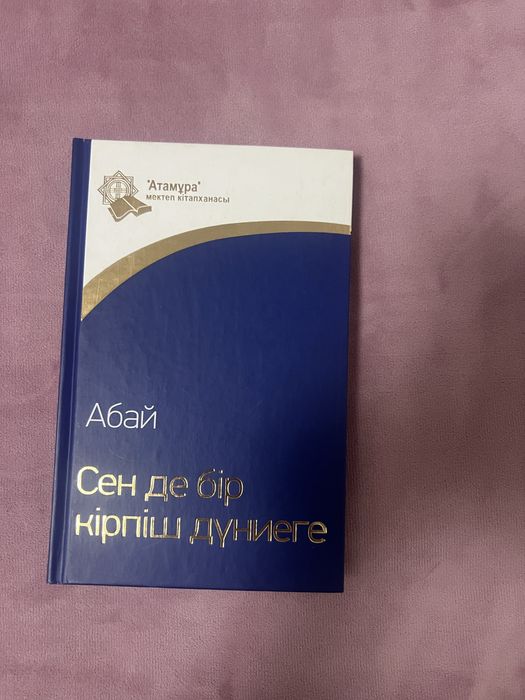 "Атамұра"
мектеп кітапханасы
Абай
Сен де бір
кірпіш дүниеге